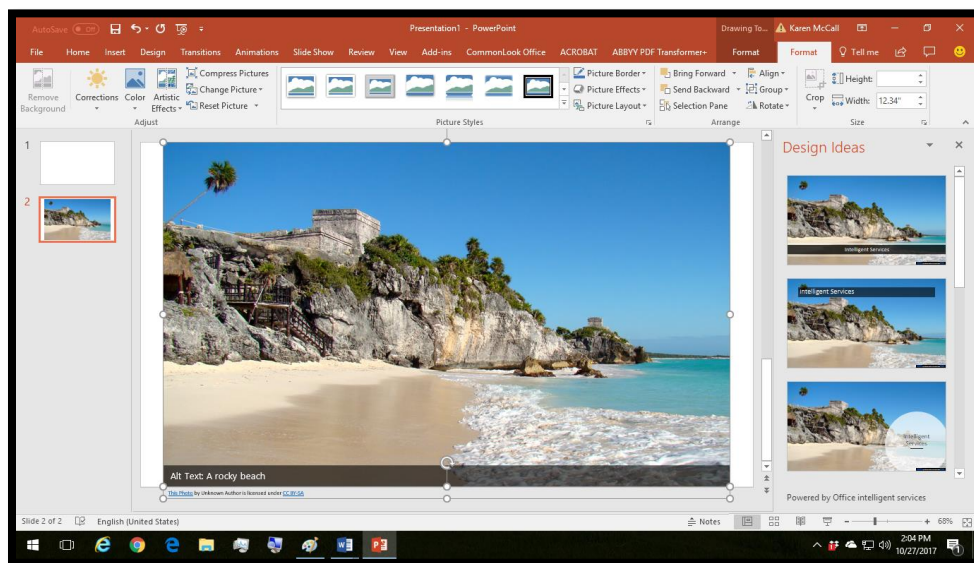 AutoSave Off Presentation1 - PowerPoint Drawing To... Karen McCall
File Home Insert Design Transitions Animations Slide Show Review View Add-ins CommonLook Office ACROBAT ABBYY PDF Transformer+ Format Format Tell me
Remove Background
Corrections
Color
Artistic Effects
Compress Pictures
Change Picture
Reset Picture
Adjust
Picture Styles
Picture Border
Picture Effects
Picture Layout
Bring Forward
Send Backward
Selection Pane
Align
Group
Rotate
Arrange
Crop
Height:
Width: 12.34"
Size
1
2
Alt Text: A rocky beach
This Photo by Unknown Author is licensed under CC BY-SA
Design Ideas
Intelligent Services
Intelligent Services
Intelligent
Services
Powered by Office intelligent services
Slide 2 of 2 English (United States) Notes 68%
2:04 PM
10/27/2017